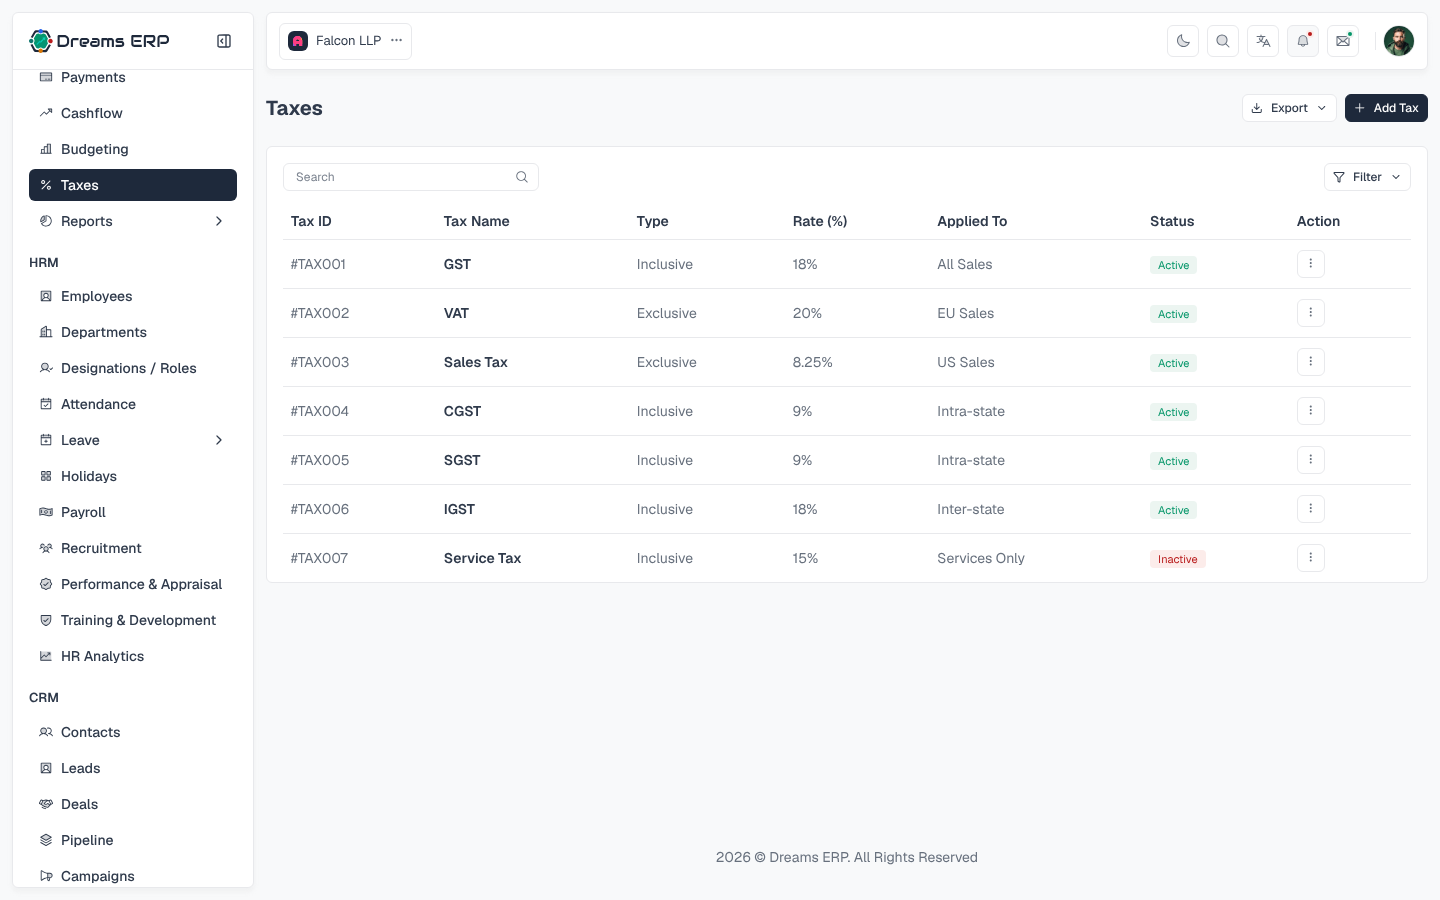 Dreams ERP
Payments
Cashflow
Budgeting
Taxes
Reports
HRM
Employees
Departments
Designations / Roles
Attendance
Leave
Holidays
Payroll
Recruitment
Performance & Appraisal
Training & Development
HR Analytics
CRM
Contacts
Leads
Deals
Pipeline
Campaigns
Falcon LLP
Taxes
Export
Add Tax
Search
Filter
Tax ID Tax Name Type Rate (%) Applied To Status Action
#TAX001 GST Inclusive 18% All Sales Active
#TAX002 VAT Exclusive 20% EU Sales Active
#TAX003 Sales Tax Exclusive 8.25% US Sales Active
#TAX004 CGST Inclusive 9% Intra-state Active
#TAX005 SGST Inclusive 9% Intra-state Active
#TAX006 IGST Inclusive 18% Inter-state Active
#TAX007 Service Tax Inclusive 15% Services Only Inactive
2026 © Dreams ERP. All Rights Reserved